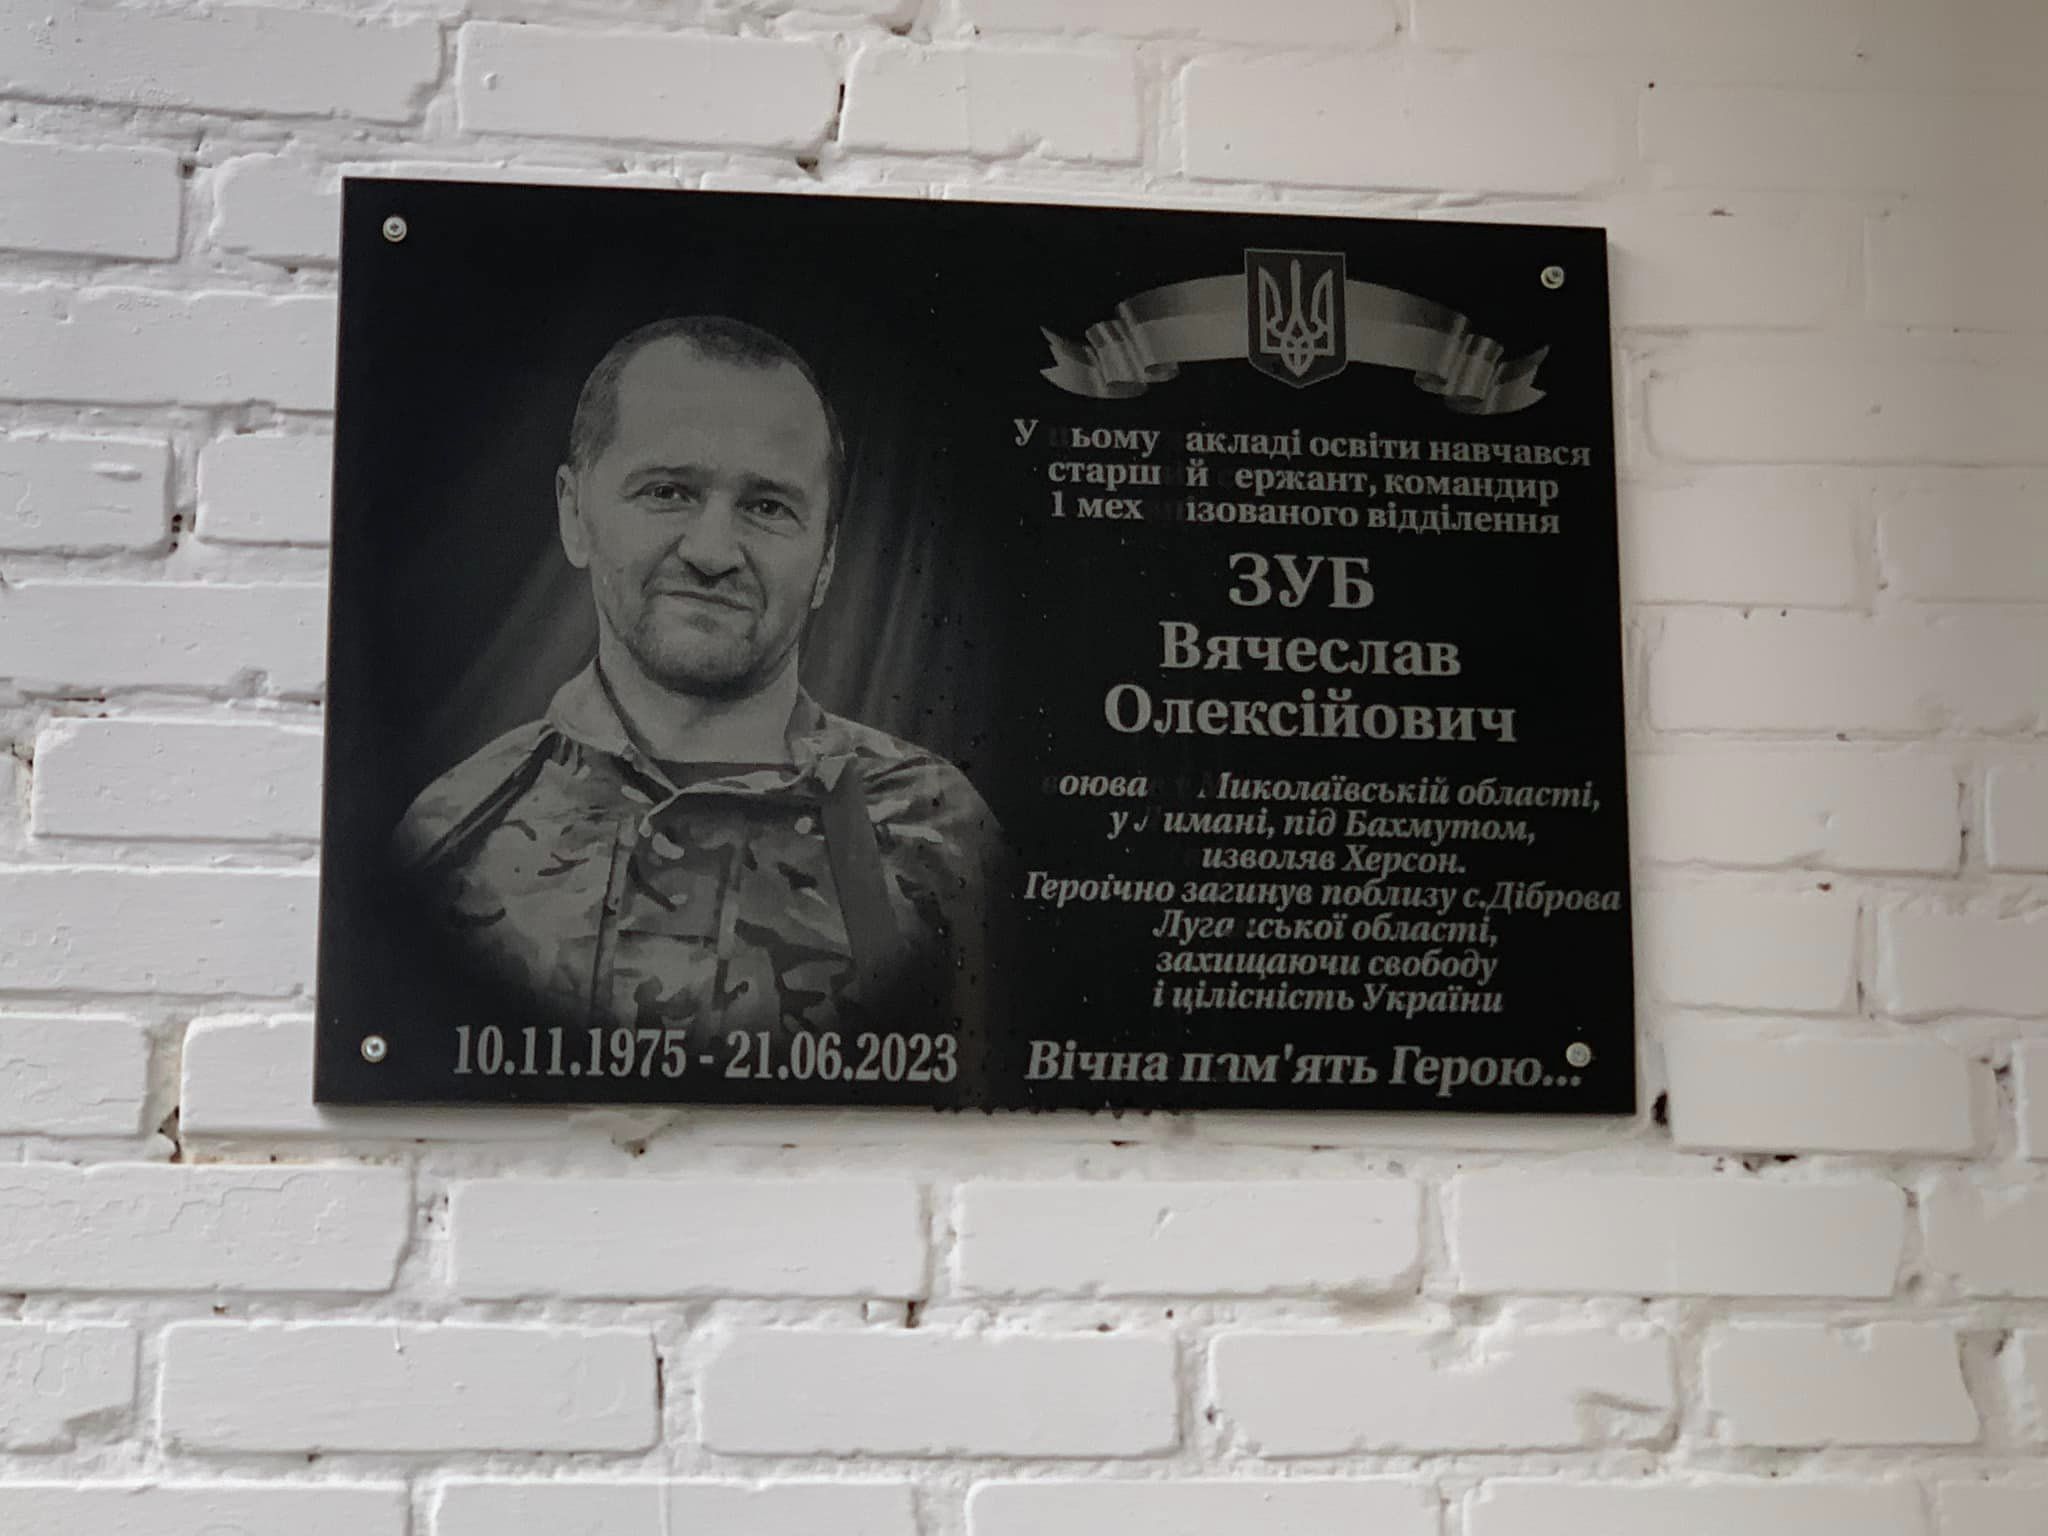 У цьому закладі освіти навчався
старший сержант, командир
1 механізованого відділення
ЗУБ
Вячеслав
Олексійович
воював у Миколаївській області,
у Лимані, під Бахмутом,
изволяв Херсон.
Героїчно загинув поблизу с.Діброва
Луганської області,
захищаючи свободу
і цілісність України
10.11.1975 - 21.06.2023
Вічна пам'ять Герою...